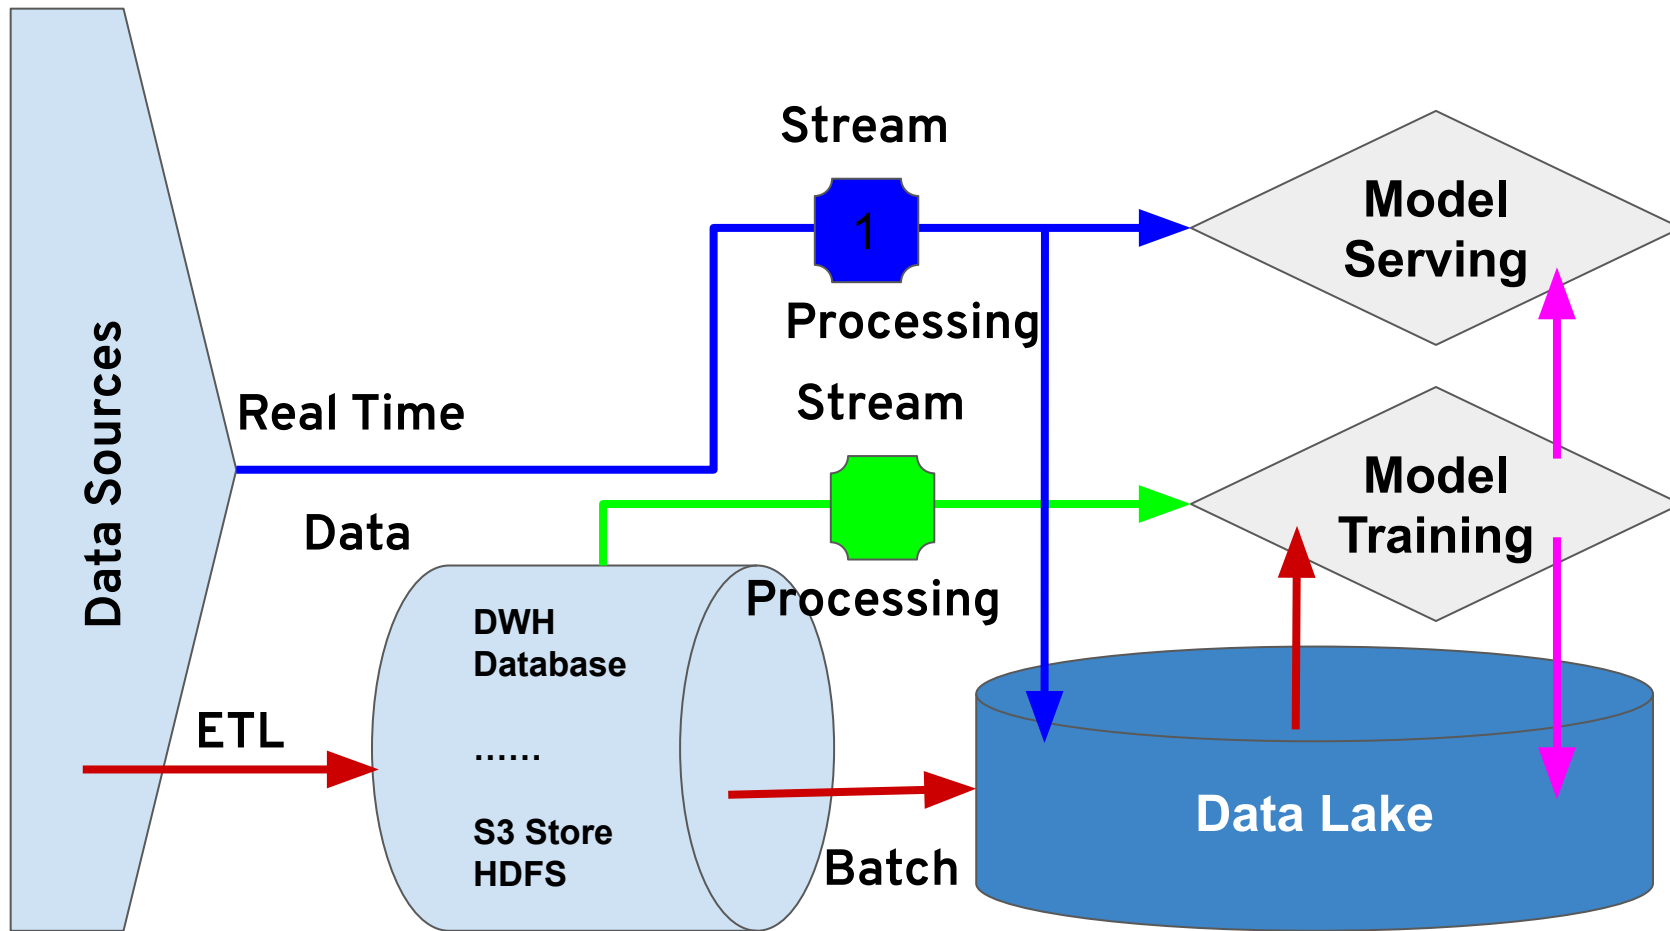 Stream
1
Processing
Model
Serving
Data Sources
Real Time
Data
Stream
Processing
Model
Training
ETL
DWH
Database
......
S3 Store
HDFS
Batch
Data Lake